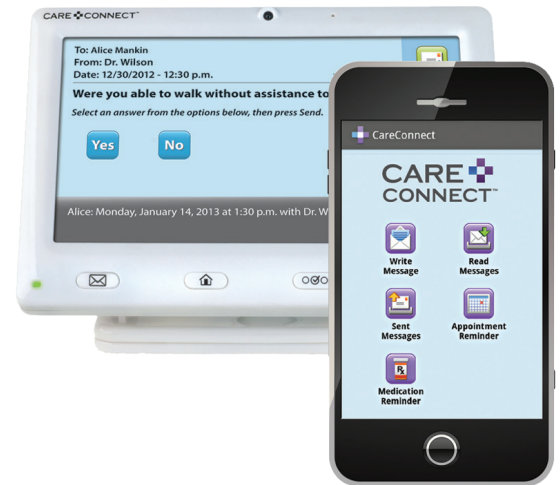 CARE CONNECT™
To: Alice Mankin
From: Dr. Wilson
Date: 12/30/2012 - 12:30 p.m.
Were you able to walk without assistance to
Select an answer from the options below, then press Send.
Yes
No
Alice: Monday, January 14, 2013 at 1:30 p.m. with Dr. W
CareConnect
CARE
CONNECT™
Write
Message
Read
Messages
Sent
Messages
Appointment
Reminder
Rx
Medication
Reminder